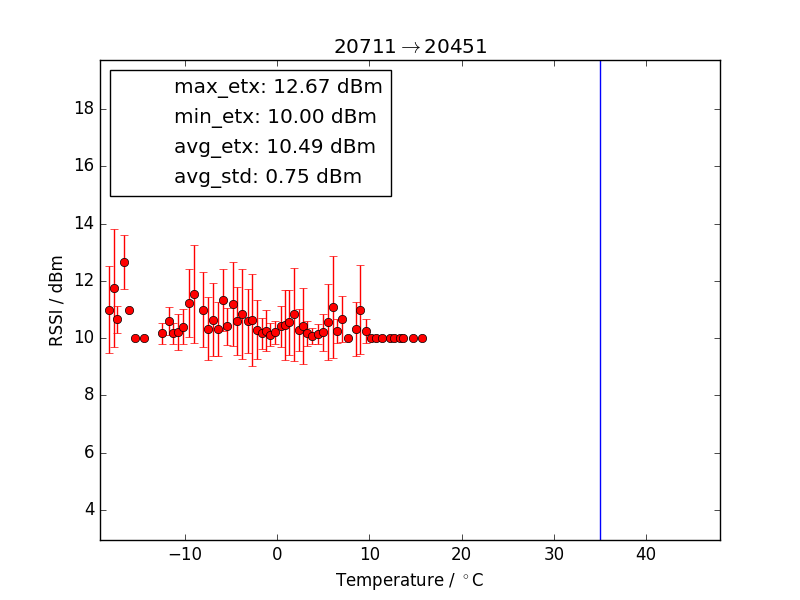 20711→20451
max_etx: 12.67 dBm
min_etx: 10.00 dBm
avg_etx: 10.49 dBm
avg_std: 0.75 dBm
18
16
14
12
10
8
6
4
RSSI / dBm
−10 0 10 20 30 40
Temperature / °C